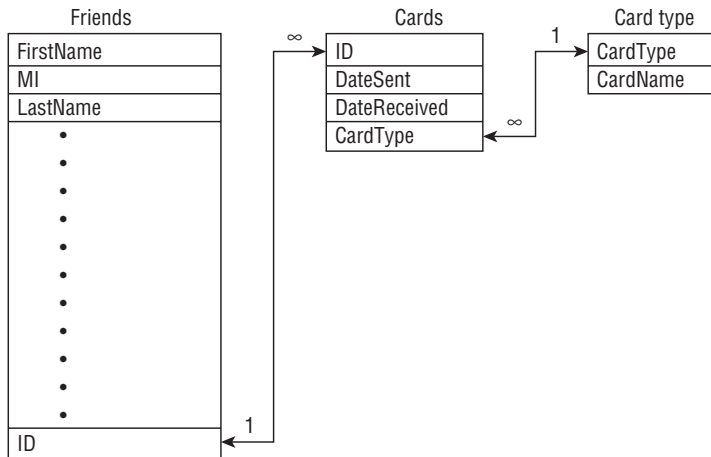 Friends
FirstName
MI
LastName
ID
1
∞
Cards
ID
DateSent
DateReceived
CardType
∞
1
Card type
CardType
CardName